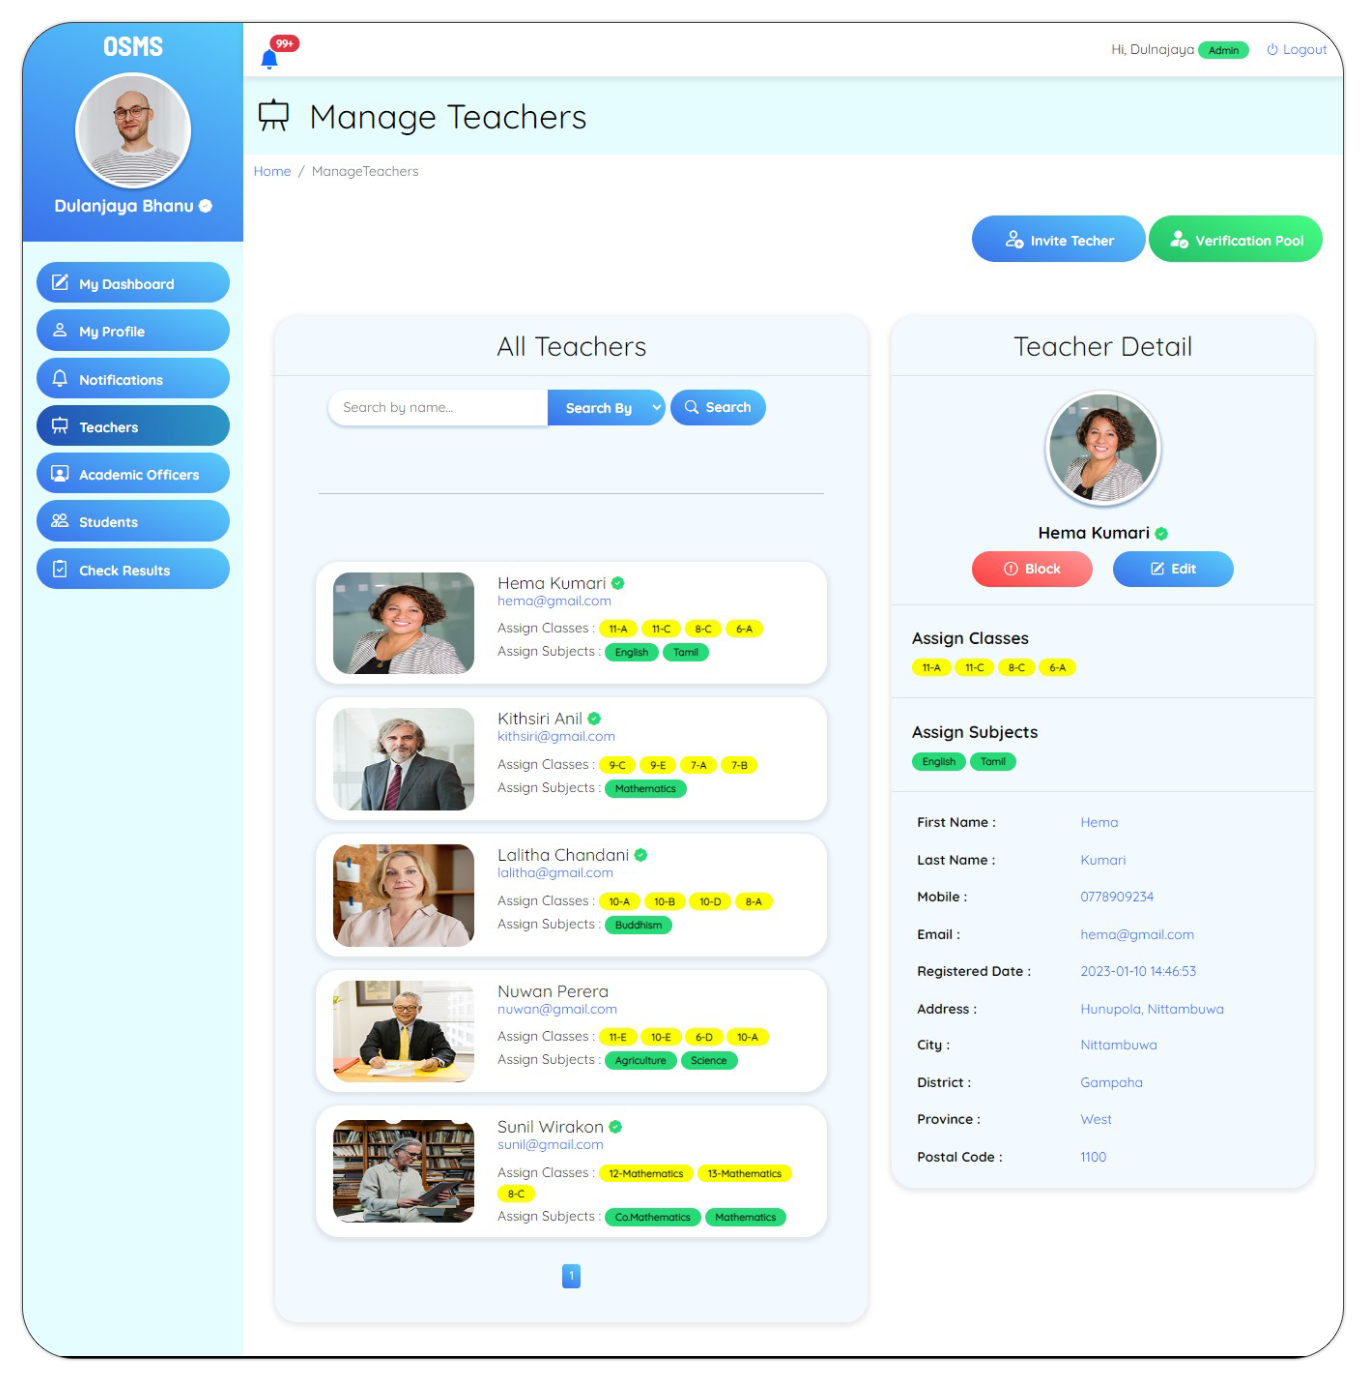 OSMS
Dulanjaya Bhanu
My Dashboard
My Profile
Notifications
Teachers
Academic Officers
Students
Check Results
99+
Hi, Dulnajaya Admin Logout
Manage Teachers
Home / ManageTeachers
Invite Techer Verification Pool
All Teachers
Search by name... Search By Search
Hema Kumari
hema@gmail.com
Assign Classes : 11-A 11-C 8-C 6-A
Assign Subjects : English Tamil
Kithsiri Anil
kithsiri@gmail.com
Assign Classes : 9-C 9-E 7-A 7-B
Assign Subjects : Mathematics
Lalitha Chandani
lalitha@gmail.com
Assign Classes : 10-A 10-B 10-D 8-A
Assign Subjects : Buddhism
Nuwan Perera
nuwan@gmail.com
Assign Classes : 11-E 10-E 6-D 10-A
Assign Subjects : Agriculture Science
Sunil Wirakon
sunil@gmail.com
Assign Classes : 12-Mathematics 13-Mathematics
8-C
Assign Subjects : Co.Mathematics Mathematics
1
Teacher Detail
Hema Kumari
Block Edit
Assign Classes
11-A 11-C 8-C 6-A
Assign Subjects
English Tamil
First Name : Hema
Last Name : Kumari
Mobile : 0778909234
Email : hema@gmail.com
Registered Date : 2023-01-10 14:46:53
Address : Hunupola, Nittambuwa
City : Nittambuwa
District : Gampaha
Province : West
Postal Code : 1100